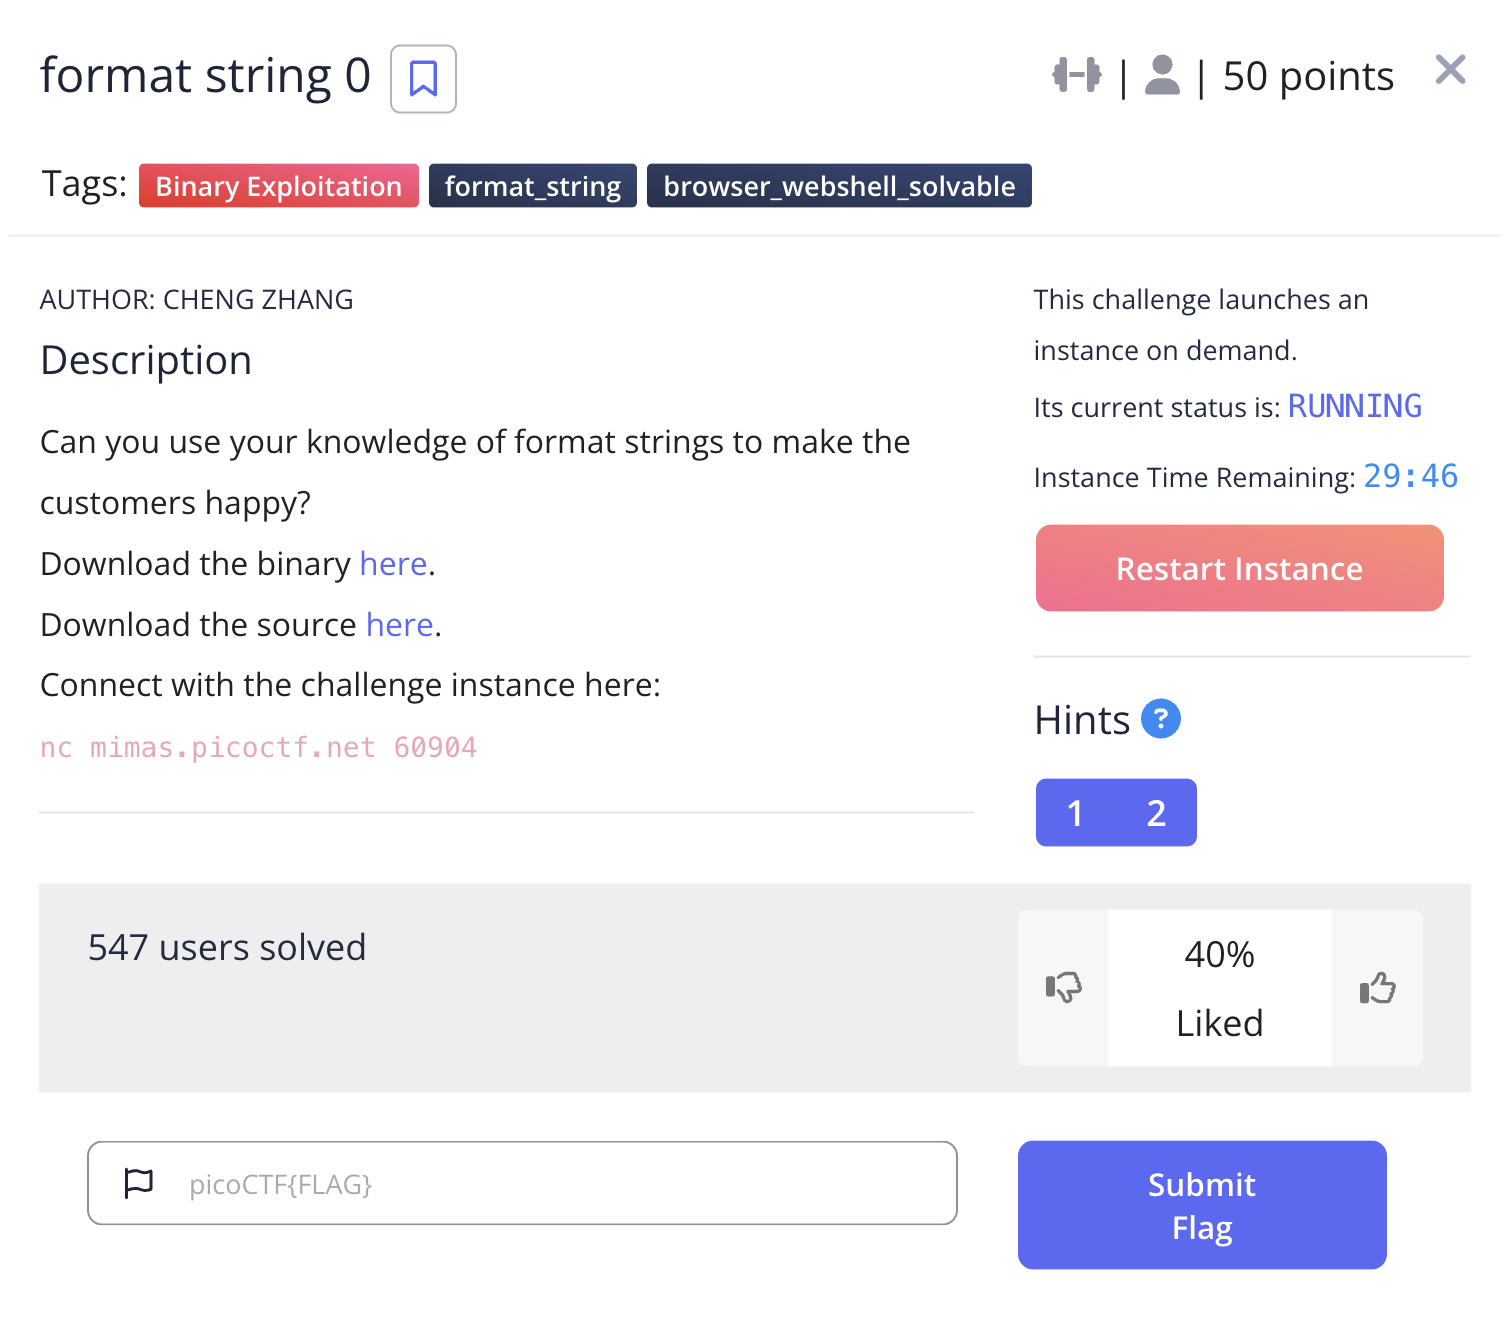 format string 0
| | 50 points
Tags: Binary Exploitation format_string browser_webshell_solvable
AUTHOR: CHENG ZHANG
Description
Can you use your knowledge of format strings to make the
customers happy?
Download the binary here.
Download the source here.
Connect with the challenge instance here:
nc mimas.picoctf.net 60904
This challenge launches an
instance on demand.
Its current status is: RUNNING
Instance Time Remaining: 29:46
Restart Instance
Hints ?
1 2
547 users solved
40%
Liked
picoCTF{FLAG}
Submit
Flag